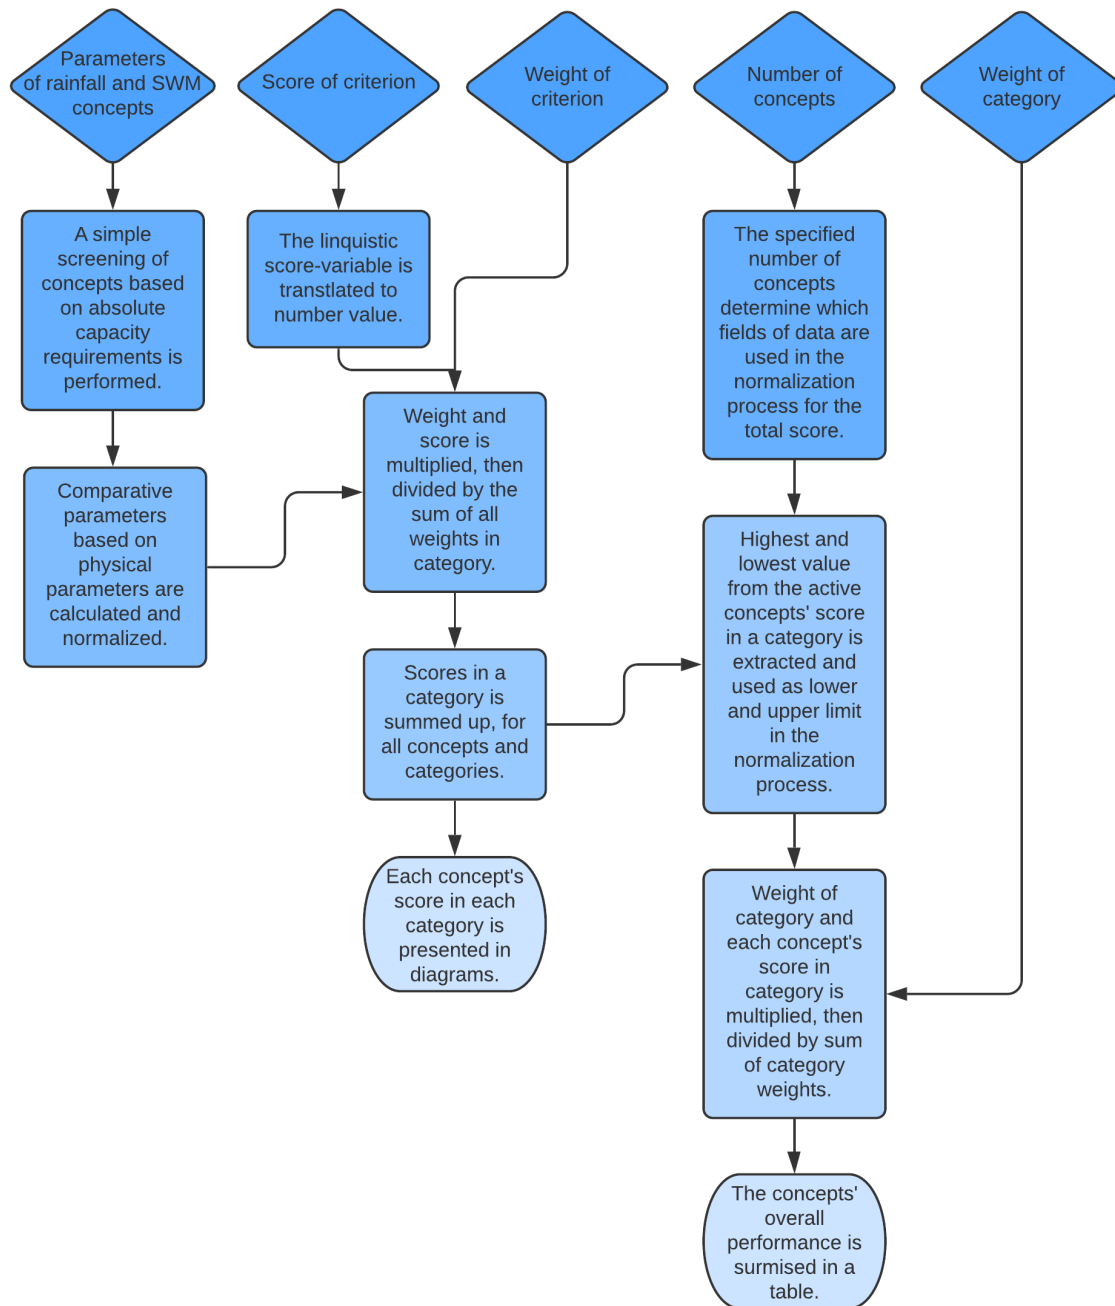 Parameters
of rainfall and SWM
concepts
Score of criterion
Weight of
criterion
Number of
concepts
Weight of
category
A simple
screening of
concepts based
on absolute
capacity
requirements is
performed.
The linquistic
score-variable is
transtlated to
number value.
The specified
number of
concepts
determine which
fields of data are
used in the
normalization
process for the
total score.
Comparative
parameters
based on
physical
parameters are
calculated and
normalized.
Weight and
score is
multiplied, then
divided by the
sum of all
weights in
category.
Scores in a
category is
summed up, for
all concepts and
categories.
Highest and
lowest value
from the active
concepts' score
in a category is
extracted and
used as lower
and upper limit
in the
normalization
process.
Each concept's
score in each
category is
presented in
diagrams.
Weight of
category and
each concept's
score in
category is
multiplied, then
divided by sum
of category
weights.
The concepts'
overall
performance is
surmised in a
table.